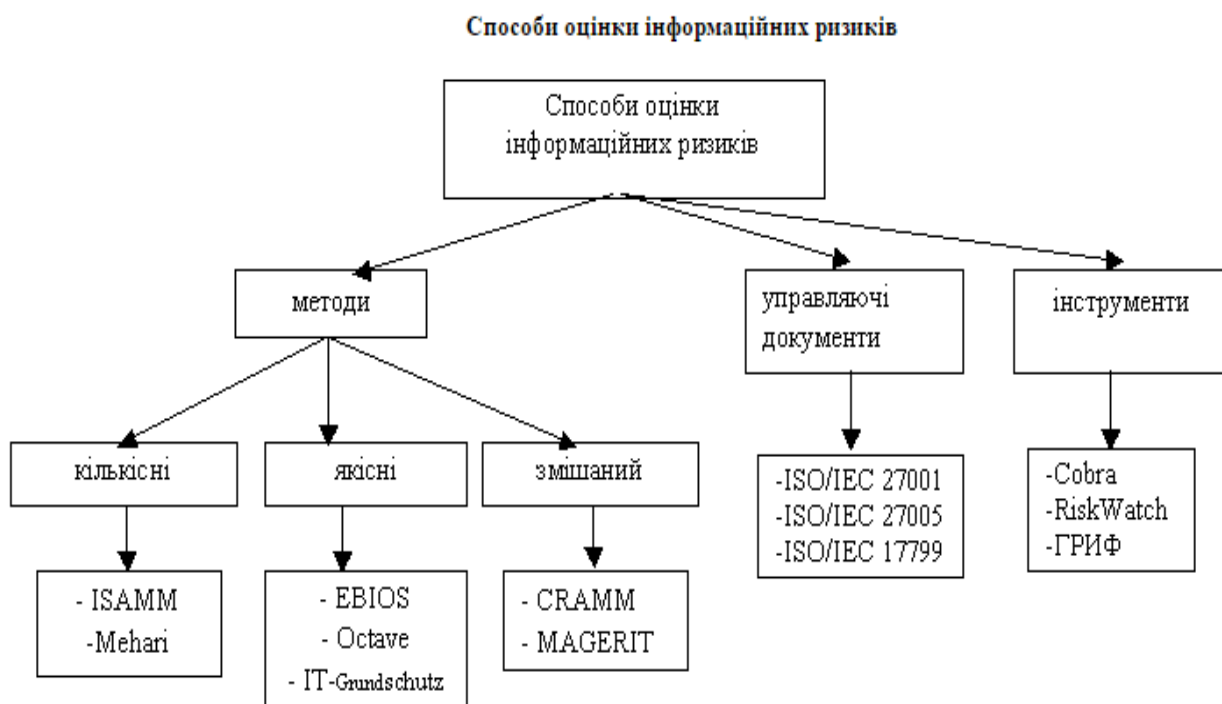 Способи оцінки інформаційних ризиків
Способи оцінки
інформаційних ризиків
методи
управляючі
документи
інструменти
кількісні
якісні
змішаний
-ISO/IEC 27001
-ISO/IEC 27005
-ISO/IEC 17799
-Cobra
-RiskWatch
-ГРИФ
- ISAMM
-Mehari
- EBIOS
- Octave
- IT-Grundschutz
- CRAMM
- MAGERIT